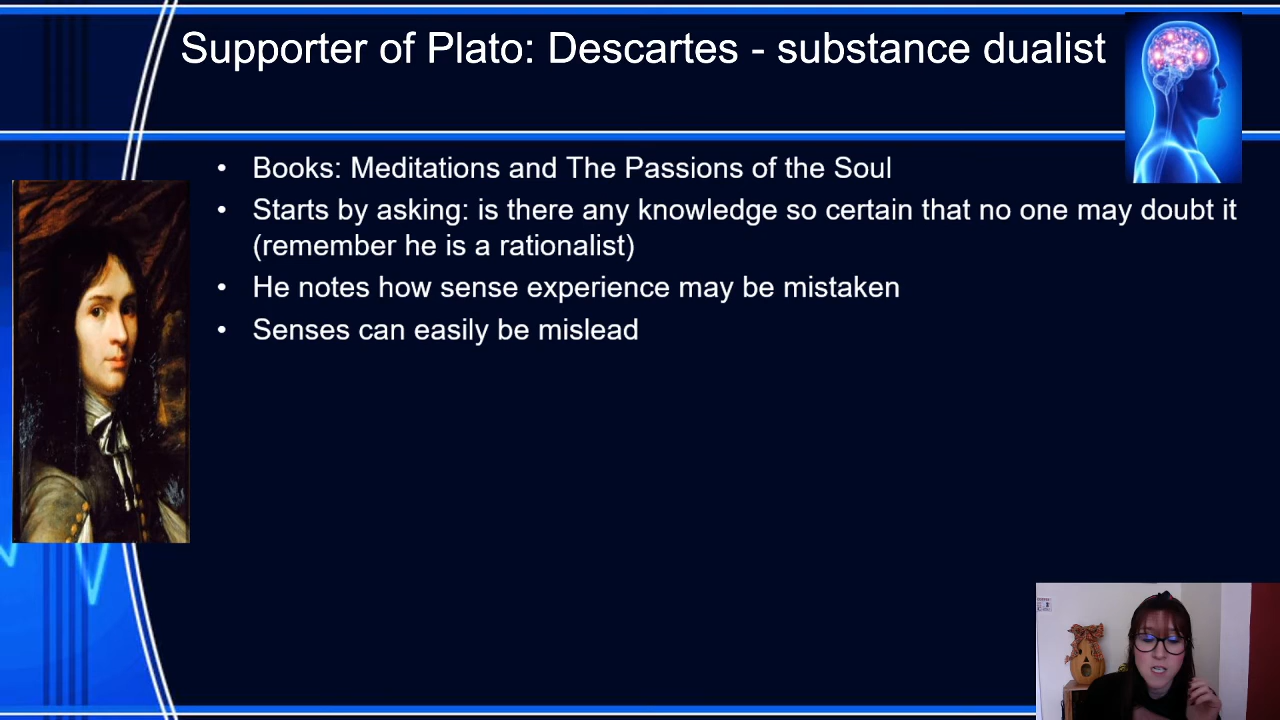 Supporter of Plato: Descartes - substance dualist
• Books: Meditations and The Passions of the Soul
• Starts by asking: is there any knowledge so certain that no one may doubt it
(remember he is a rationalist)
• He notes how sense experience may be mistaken
• Senses can easily be mislead